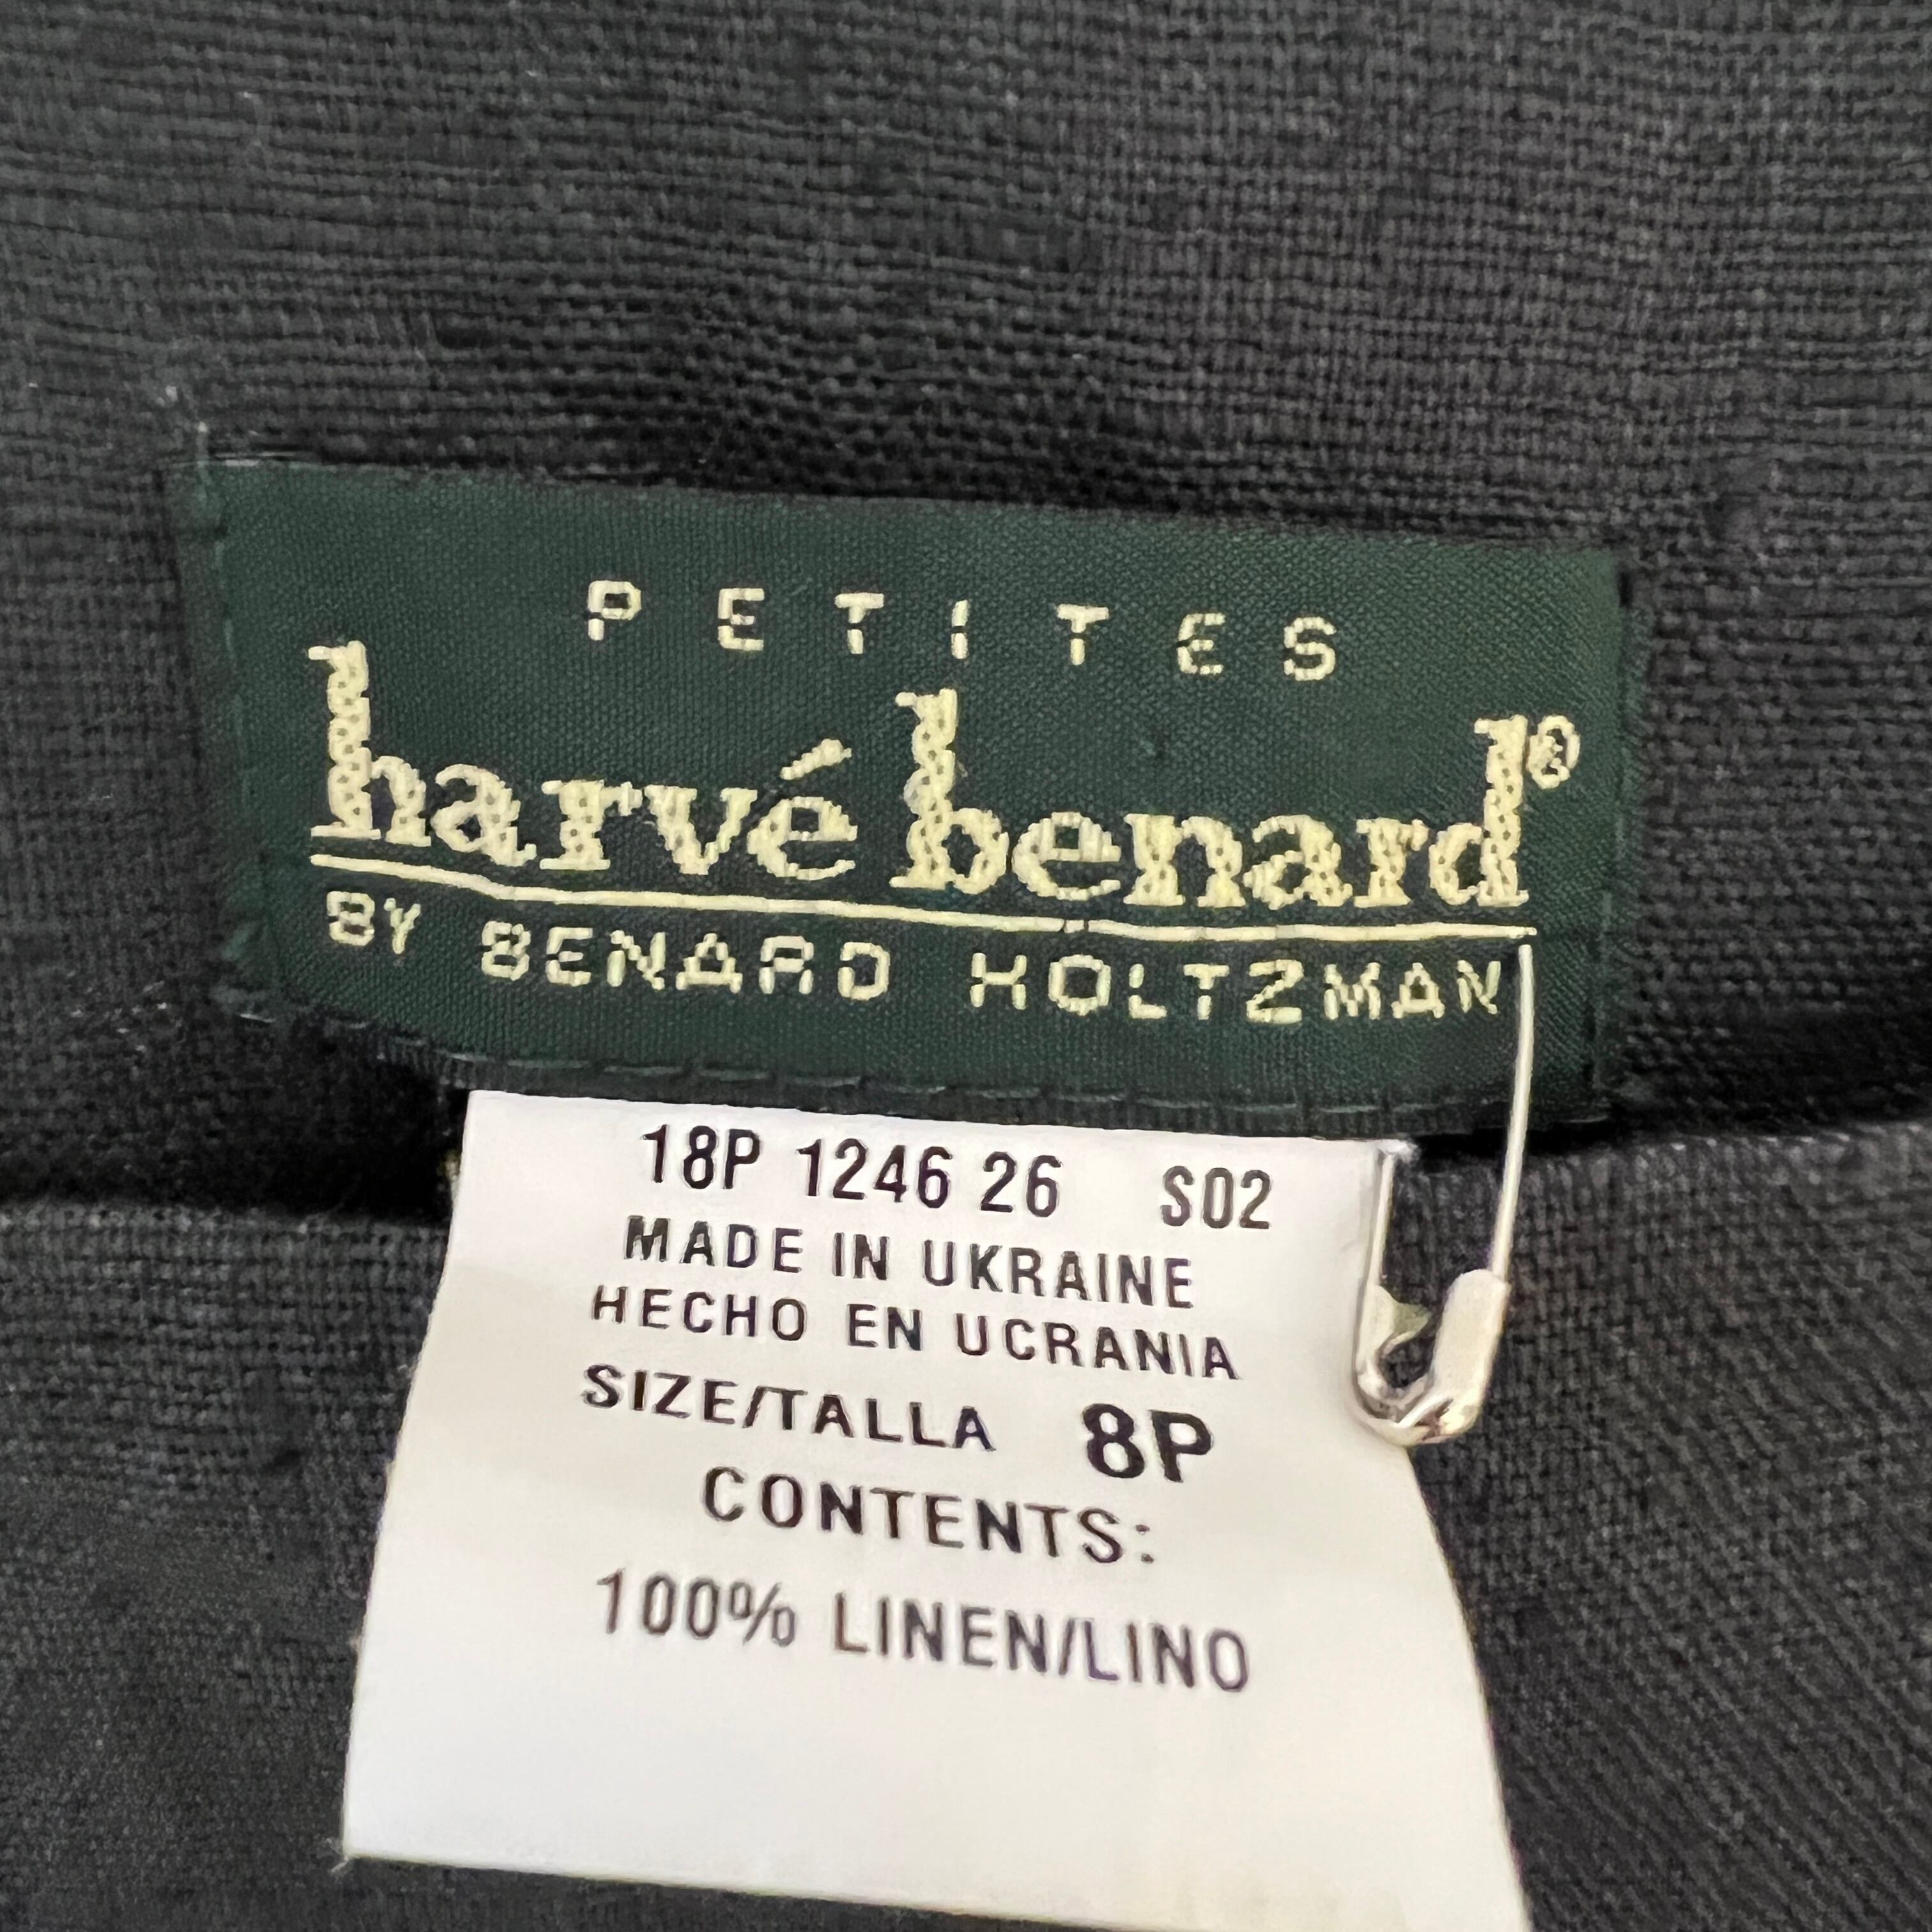 PETITES
harvé benard®
BY BENARD HOLTZMAN
18P 1246 26 S02
MADE IN UKRAINE
HECHO EN UCRANIA
SIZE/TALLA 8P
CONTENTS:
100% LINEN/LINO